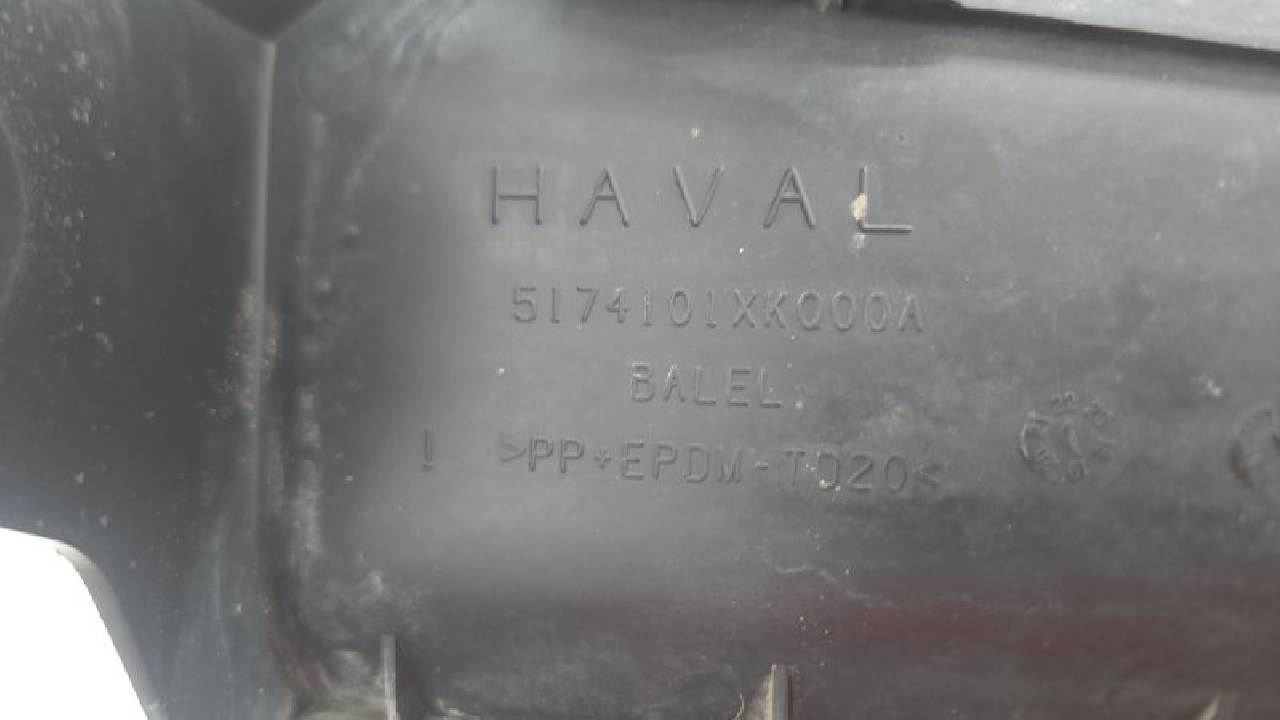 HAVAL
5174101XKQ00A
BALEL
! >PP+EPDM-TD20<